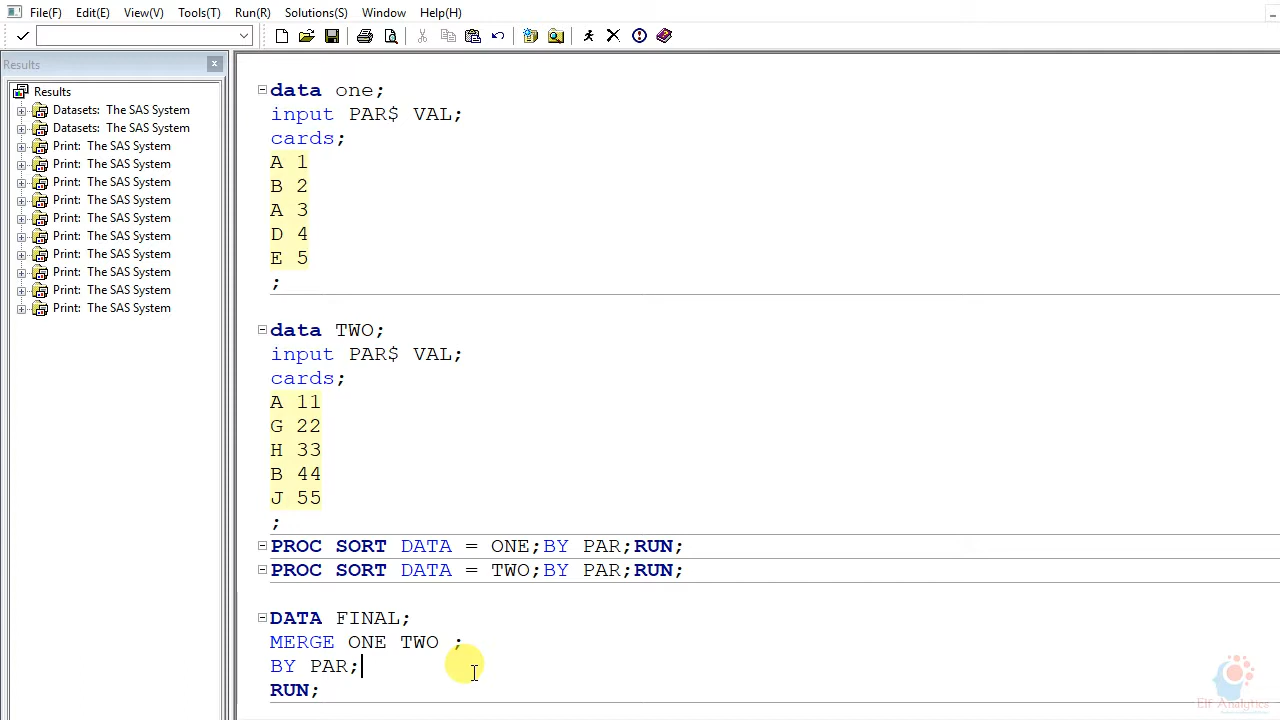 File(F) Edit(E) View(V) Tools(T) Run(R) Solutions(S) Window Help(H)
Results
Results
Datasets: The SAS System
Datasets: The SAS System
Print: The SAS System
Print: The SAS System
Print: The SAS System
Print: The SAS System
Print: The SAS System
Print: The SAS System
Print: The SAS System
Print: The SAS System
Print: The SAS System
Print: The SAS System
data one;
input PAR$ VAL;
cards;
A 1
B 2
A 3
D 4
E 5
;
data TWO;
input PAR$ VAL;
cards;
A 11
G 22
H 33
B 44
J 55
;
PROC SORT DATA = ONE;BY PAR;RUN;
PROC SORT DATA = TWO;BY PAR;RUN;
DATA FINAL;
MERGE ONE TWO ;
BY PAR;
RUN;
Elf Analytics